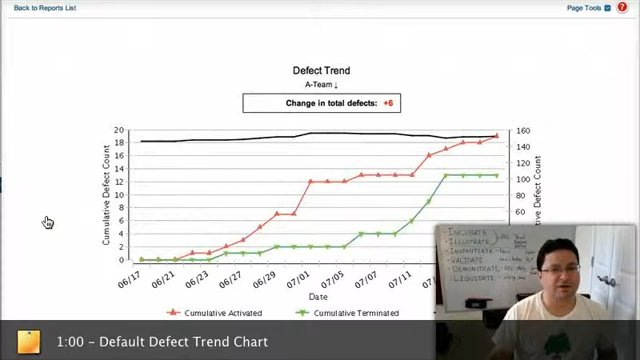 Back to Reports List
Page Tools
?
Defect Trend
A-Team ↓
Change in total defects: +6
20
18
16
14
12
10
8
6
4
2
0
Cumulative Defect Count
160
140
120
100
80
60
Defect Count
06/17
06/21
06/23
06/27
06/29
07/01
07/05
07/07
07/11
Date
Cumulative Activated
Cumulative Terminated
INCUBATE
ILLUSTRATE
INSTANTIATE
VALIDATE
DEMONSTRATE
LIQUIDATE
1:00 – Default Defect Trend Chart